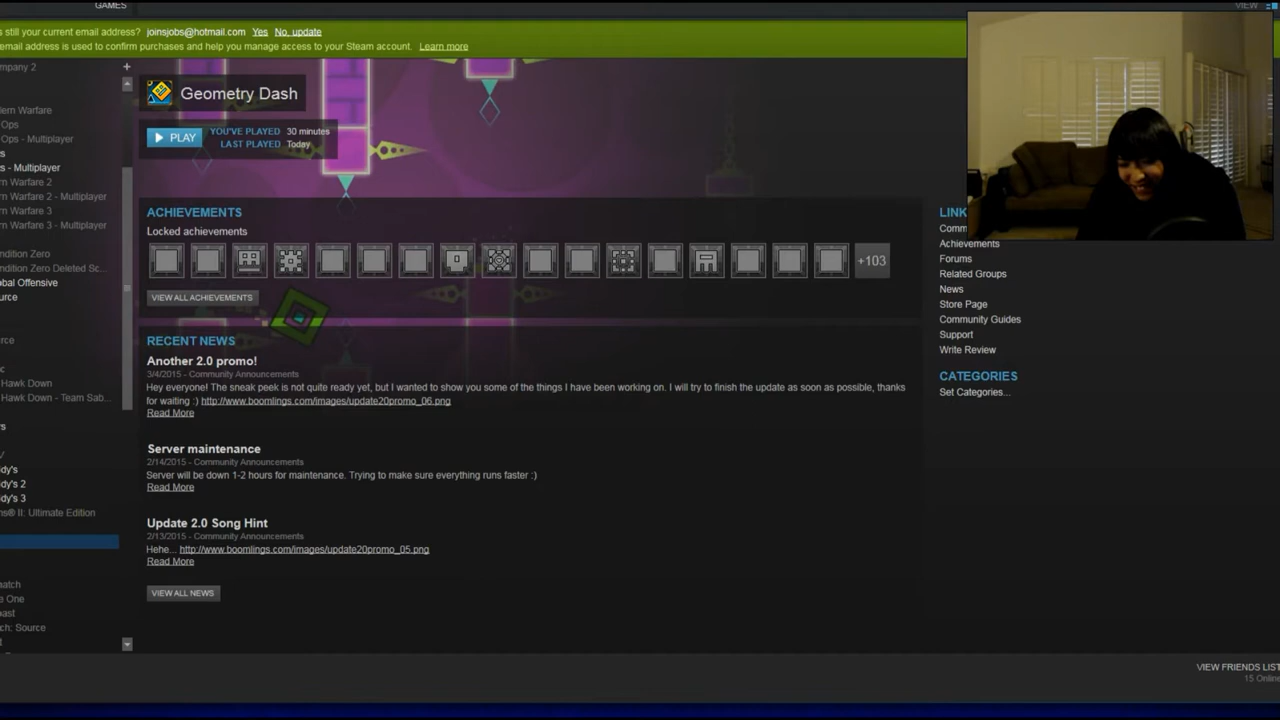 GAMES
VIEW
s still your current email address? joinsjobs@hotmail.com Yes No, update
email address is used to confirm purchases and help you manage access to your Steam account. Learn more
mpany 2
+
lern Warfare
Ops
Ops - Multiplayer
s
s - Multiplayer
rn Warfare 2
rn Warfare 2 - Multiplayer
rn Warfare 3
rn Warfare 3 - Multiplayer
ndition Zero
ndition Zero Deleted Sc...
obal Offensive
ource
urce
c
Hawk Down
Hawk Down - Team Sab...
rs
V
dy's
dy's 2
dy's 3
ns® II: Ultimate Edition
match
e One
ast
ch: Source
t
Geometry Dash
PLAY
YOU'VE PLAYED 30 minutes
LAST PLAYED Today
ACHIEVEMENTS
Locked achievements
+103
VIEW ALL ACHIEVEMENTS
RECENT NEWS
Another 2.0 promo!
3/4/2015 - Community Announcements
Hey everyone! The sneak peek is not quite ready yet, but I wanted to show you some of the things I have been working on. I will try to finish the update as soon as possible, thanks
for waiting :) http://www.boomlings.com/images/update20promo_06.png
Read More
Server maintenance
2/14/2015 - Community Announcements
Server will be down 1-2 hours for maintenance. Trying to make sure everything runs faster :)
Read More
Update 2.0 Song Hint
2/13/2015 - Community Announcements
Hehe... http://www.boomlings.com/images/update20promo_05.png
Read More
VIEW ALL NEWS
LINK
Comm
Achievements
Forums
Related Groups
News
Store Page
Community Guides
Support
Write Review
CATEGORIES
Set Categories...
VIEW FRIENDS LIST
15 Online